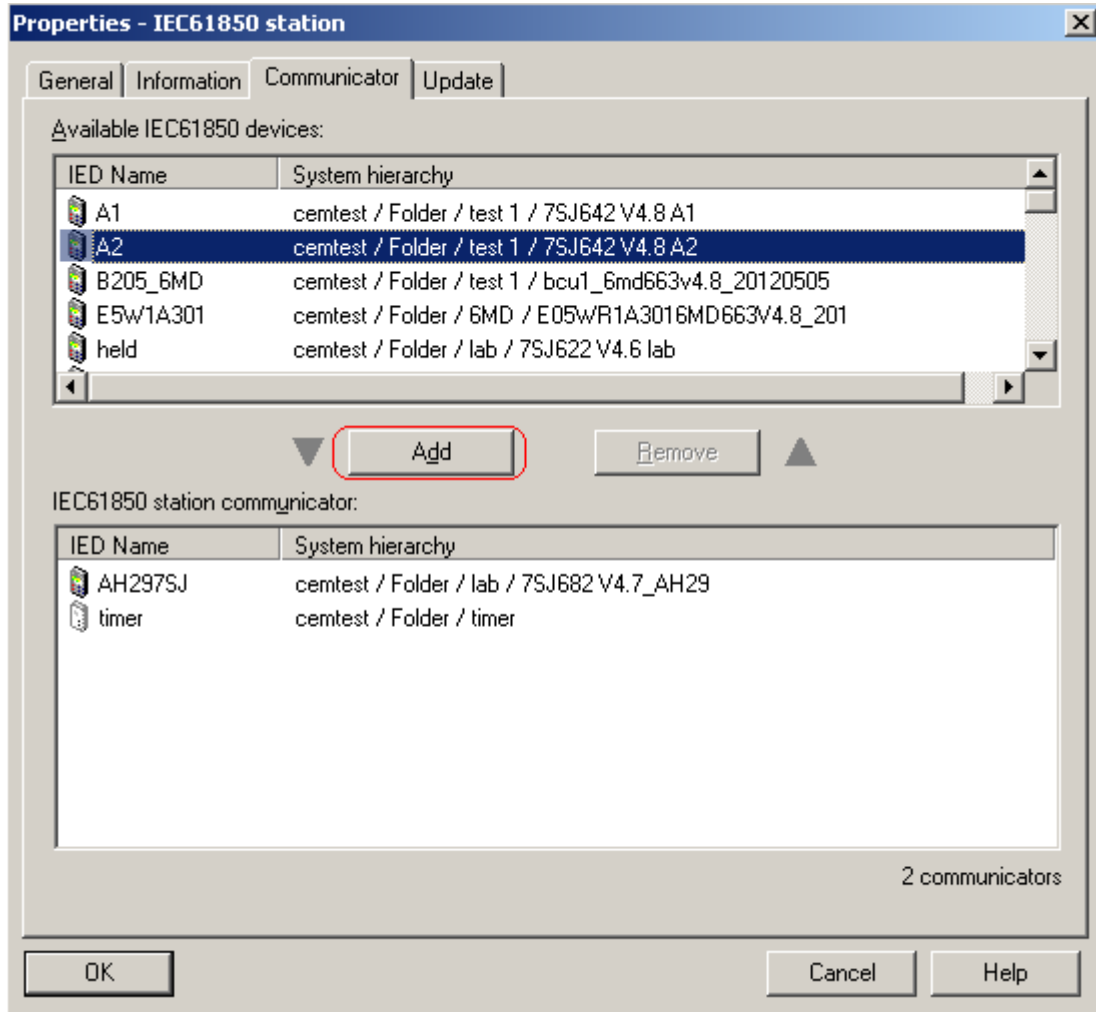 Properties - IEC61850 station
General Information Communicator Update
Available IEC61850 devices:
IED Name System hierarchy
A1 cemtest / Folder / test 1 / 7SJ642 V4.8 A1
A2 cemtest / Folder / test 1 / 7SJ642 V4.8 A2
B205_6MD cemtest / Folder / test 1 / bcu1_6md663v4.8_20120505
E5W1A301 cemtest / Folder / 6MD / E05WR1A3016MD663V4.8_201
held cemtest / Folder / lab / 7SJ622 V4.6 lab
Add Remove
IEC61850 station communicator:
IED Name System hierarchy
AH297SJ cemtest / Folder / lab / 7SJ682 V4.7_AH29
timer cemtest / Folder / timer
2 communicators
OK Cancel Help